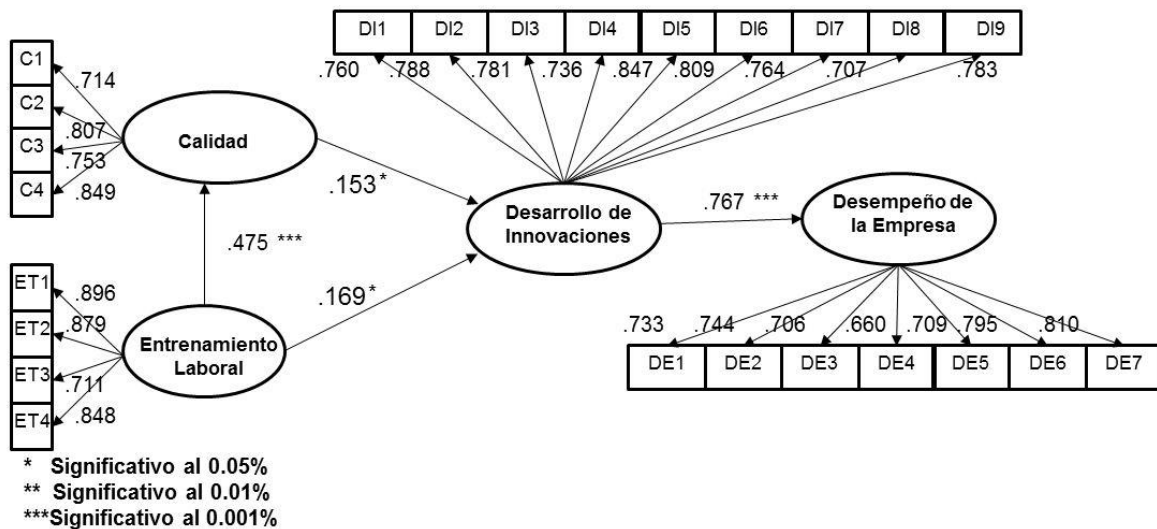 DI1 DI2 DI3 DI4 DI5 DI6 DI7 DI8 DI9
.760 .788 .781 .736 .847 .809 .764 .707 .783
C1
.714
C2
.807
C3
.753
C4
.849
Calidad
.153*
.475 ***
Desarrollo de
Innovaciones
.767 ***
Desempeño de
la Empresa
ET1
.896
ET2
.879
ET3
.711
ET4
.848
Entrenamiento
Laboral
.169*
.733 .744 .706 .660 .709 .795 .810
DE1 DE2 DE3 DE4 DE5 DE6 DE7
* Significativo al 0.05%
** Significativo al 0.01%
***Significativo al 0.001%